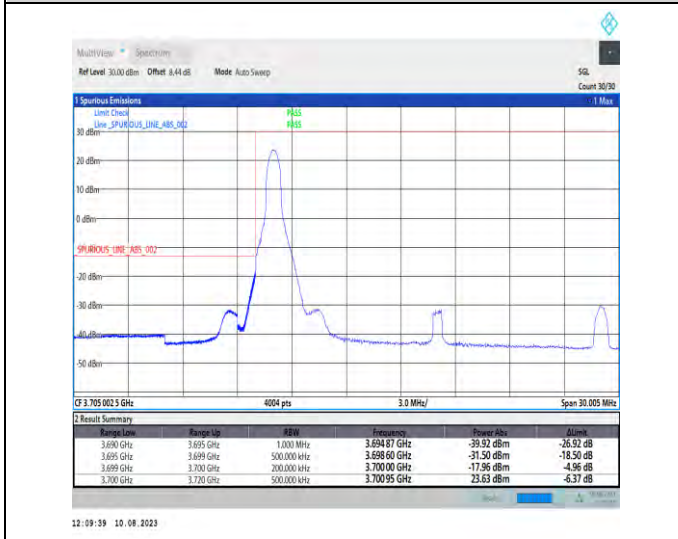 MultiView Spectrum
Ref Level 30.00 dBm Offset 8.44 dB Mode Auto Sweep SGL
Count 30/30
1 Spurious Emissions 1 Max
Limit Check PASS
Line _SPURIOUS_LINE_ABS_002 PASS
30 dBm
20 dBm
10 dBm
0 dBm
SPURIOUS_LINE_ABS_002
-20 dBm
-30 dBm
-40 dBm
-50 dBm
CF 3.705 002 5 GHz 4004 pts 3.0 MHz/ Span 30.005 MHz
2 Result Summary
Range Low Range Up RBW Frequency Power Abs ΔLimit
3.690 GHz 3.695 GHz 1.000 MHz 3.694 87 GHz -39.92 dBm -26.92 dB
3.695 GHz 3.699 GHz 500.000 kHz 3.698 60 GHz -31.50 dBm -18.50 dB
3.699 GHz 3.700 GHz 200.000 kHz 3.700 00 GHz -17.96 dBm -4.96 dB
3.700 GHz 3.720 GHz 500.000 kHz 3.700 95 GHz 23.63 dBm -6.37 dB
12:09:39 10.08.2023